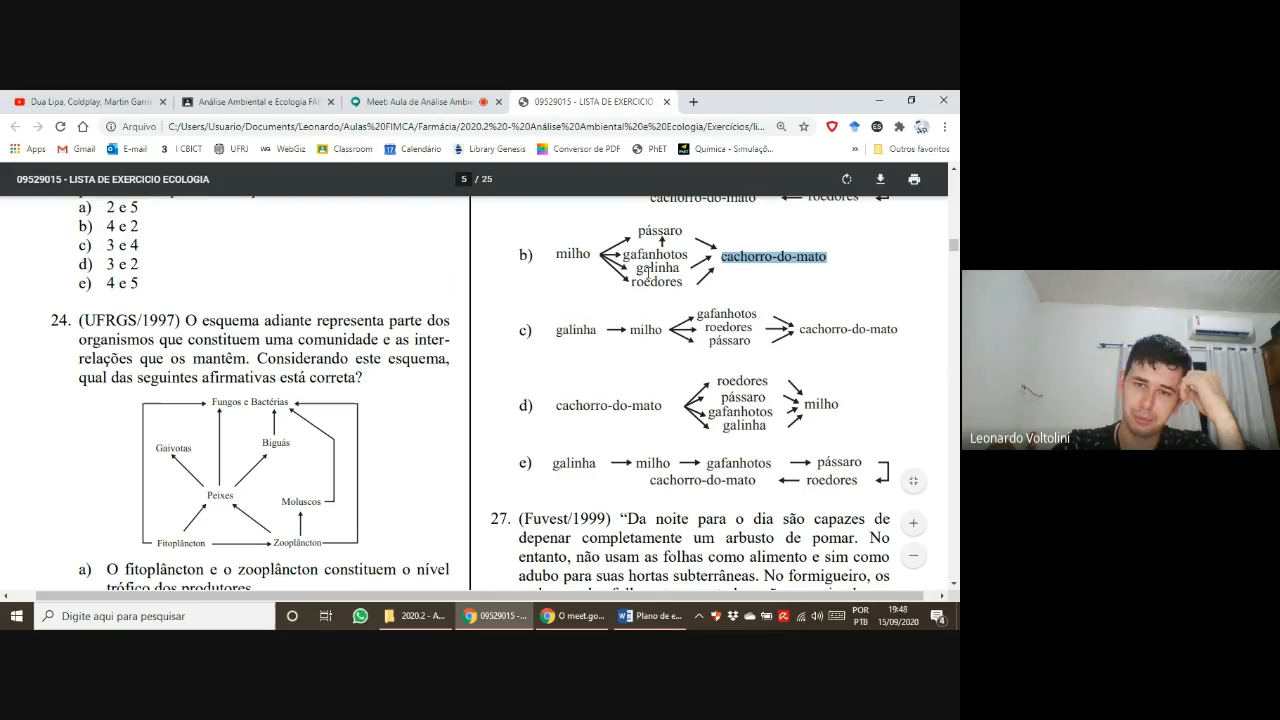 Dua Lipa, Coldplay, Martin Garri
Análise Ambiental e Ecologia FA
Meet: Aula de Análise Ambie
09529015 - LISTA DE EXERCICIO
Arquivo
C:/Users/Usuario/Documents/Leonardo/Aulas%20FIMCA/Farmácia/2020.2%20-%20Análise%20Ambiental%20e%20Ecologia/Exercícios/li...
Apps
Gmail
E-mail
3 I CBICT
UFRJ
WG WebGiz
Classroom
17 Calendário
Library Genesis
Conversor de PDF
PhET
Química - Simulaçõ...
»
Outros favoritos
09529015 - LISTA DE EXERCICIO ECOLOGIA
5 / 25
a) 2 e 5
b) 4 e 2
c) 3 e 4
d) 3 e 2
e) 4 e 5
24. (UFRGS/1997) O esquema adiante representa parte dos
organismos que constituem uma comunidade e as inter-
relações que os mantêm. Considerando este esquema,
qual das seguintes afirmativas está correta?
Fungos e Bactérias
Gaivotas
Biguás
Peixes
Moluscos
Fitoplâncton
Zooplâncton
a) O fitoplâncton e o zooplâncton constituem o nível
trófico dos produtores
cachorro-do-mato
roedores
b)
milho
pássaro
gafanhotos
galinha
roedores
cachorro-do-mato
c)
galinha
milho
gafanhotos
roedores
pássaro
cachorro-do-mato
d)
cachorro-do-mato
roedores
pássaro
gafanhotos
galinha
milho
e)
galinha
milho
gafanhotos
pássaro
cachorro-do-mato
roedores
27. (Fuvest/1999) “Da noite para o dia são capazes de
depenar completamente um arbusto de pomar. No
entanto, não usam as folhas como alimento e sim como
adubo para suas hortas subterrâneas. No formigueiro, os
Leonardo Voltolini
Digite aqui para pesquisar
2020.2 - A...
09529015 -...
O meet.go...
Plano de e...
POR
PTB
19:48
15/09/2020
4